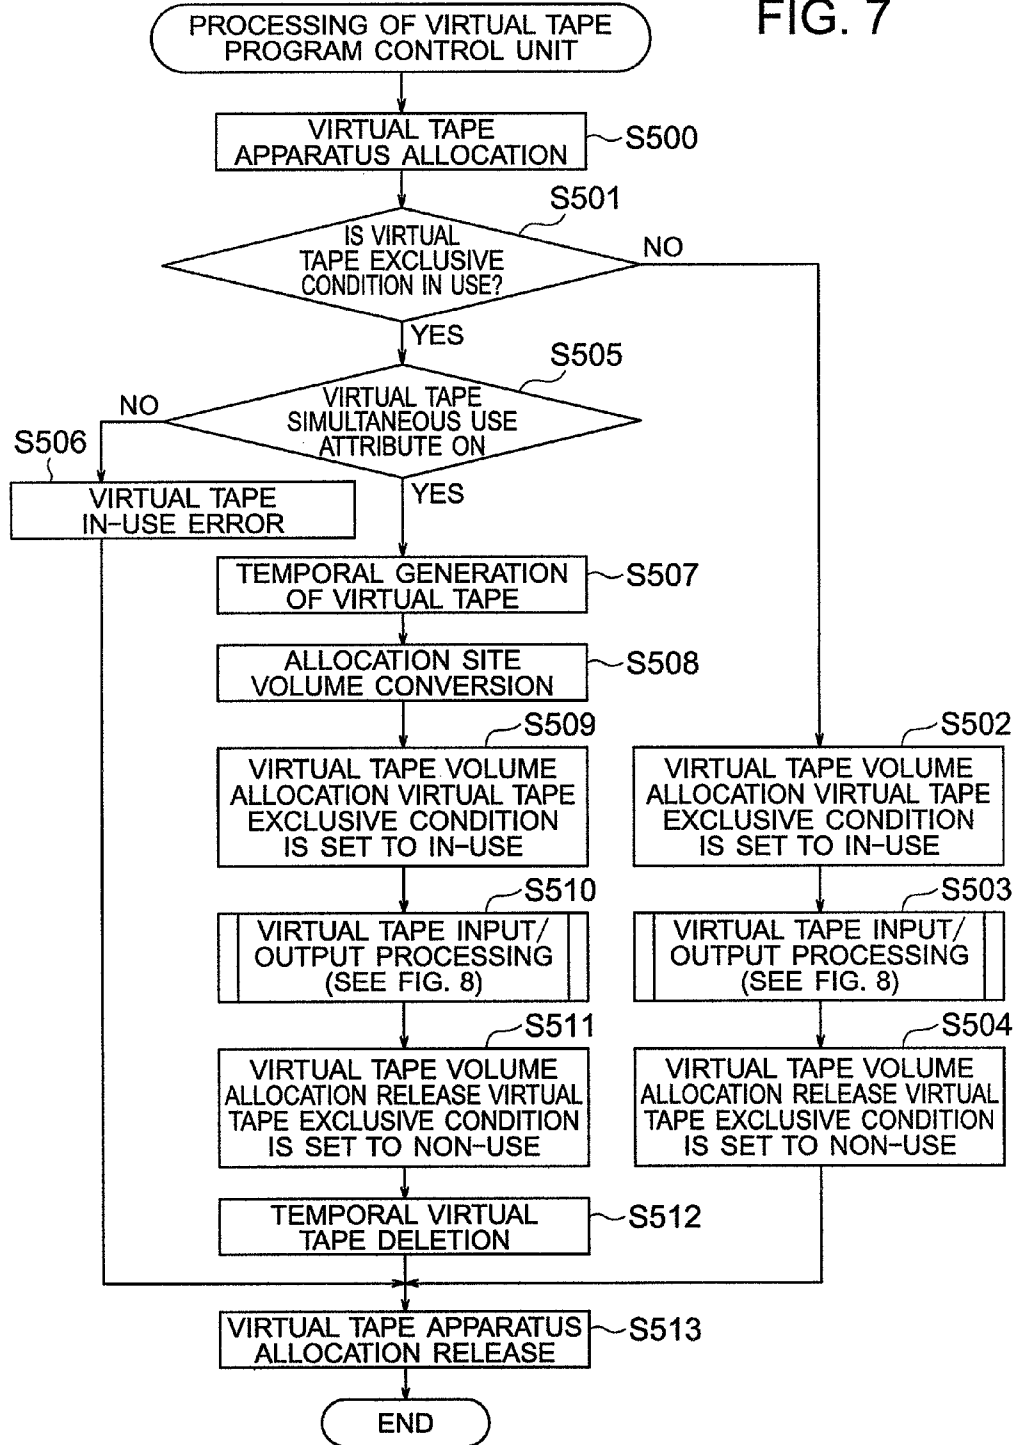 FIG. 7
PROCESSING OF VIRTUAL TAPE
PROGRAM CONTROL UNIT
VIRTUAL TAPE
APPARATUS ALLOCATION
S500
S501
IS VIRTUAL
TAPE EXCLUSIVE
CONDITION IN USE?
NO
YES
S505
VIRTUAL TAPE
SIMULTANEOUS USE
ATTRIBUTE ON
NO
YES
S506
VIRTUAL TAPE
IN-USE ERROR
TEMPORAL GENERATION
OF VIRTUAL TAPE
S507
ALLOCATION SITE
VOLUME CONVERSION
S508
S509
VIRTUAL TAPE VOLUME
ALLOCATION VIRTUAL TAPE
EXCLUSIVE CONDITION
IS SET TO IN-USE
S502
VIRTUAL TAPE VOLUME
ALLOCATION VIRTUAL TAPE
EXCLUSIVE CONDITION
IS SET TO IN-USE
S510
VIRTUAL TAPE INPUT/
OUTPUT PROCESSING
(SEE FIG. 8)
S503
VIRTUAL TAPE INPUT/
OUTPUT PROCESSING
(SEE FIG. 8)
S511
VIRTUAL TAPE VOLUME
ALLOCATION RELEASE VIRTUAL
TAPE EXCLUSIVE CONDITION
IS SET TO NON-USE
S504
VIRTUAL TAPE VOLUME
ALLOCATION RELEASE VIRTUAL
TAPE EXCLUSIVE CONDITION
IS SET TO NON-USE
TEMPORAL VIRTUAL
TAPE DELETION
S512
VIRTUAL TAPE APPARATUS
ALLOCATION RELEASE
S513
END